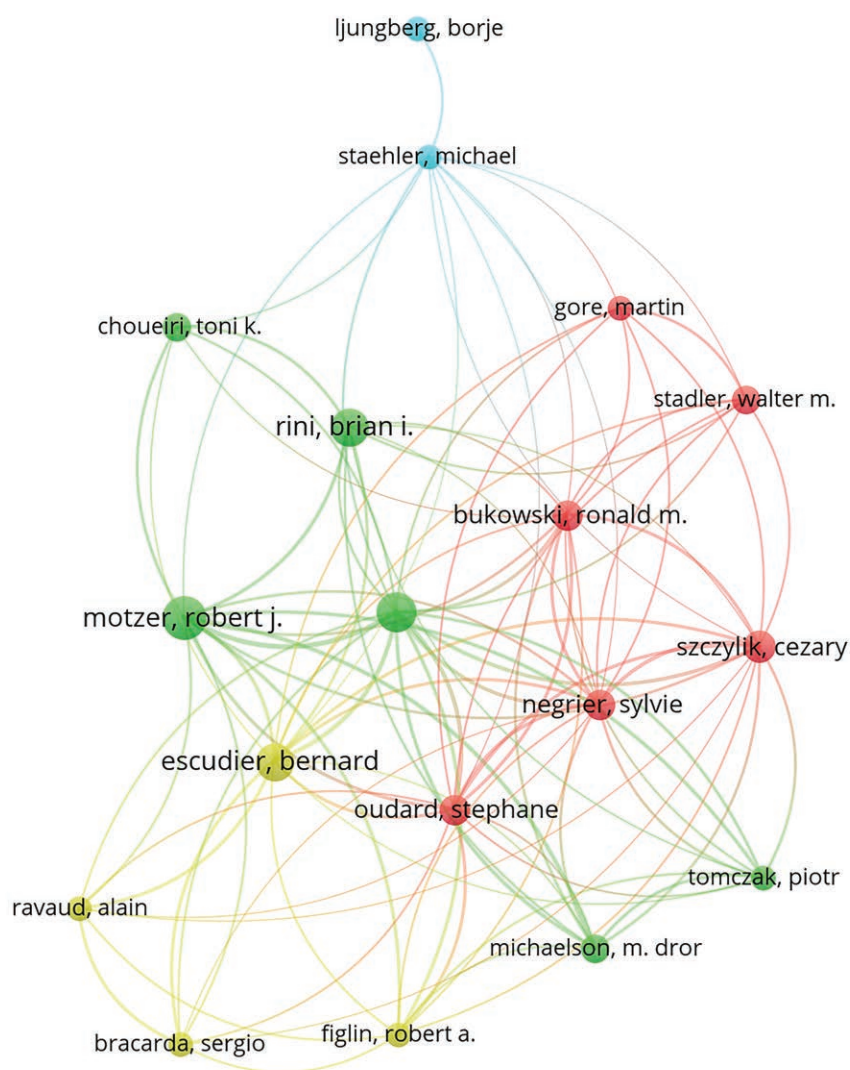 ljungberg, borje
staehler, michael
gore, martin
choueiri, toni k.
stadler, walter m.
rini, brian i.
bukowski, ronald m.
motzer, robert j.
szczylik, cezary
negrier, sylvie
escudier, bernard
oudard, stephane
tomczak, piotr
ravaud, alain
michaelson, m. dror
figlin, robert a.
bracarda, sergio